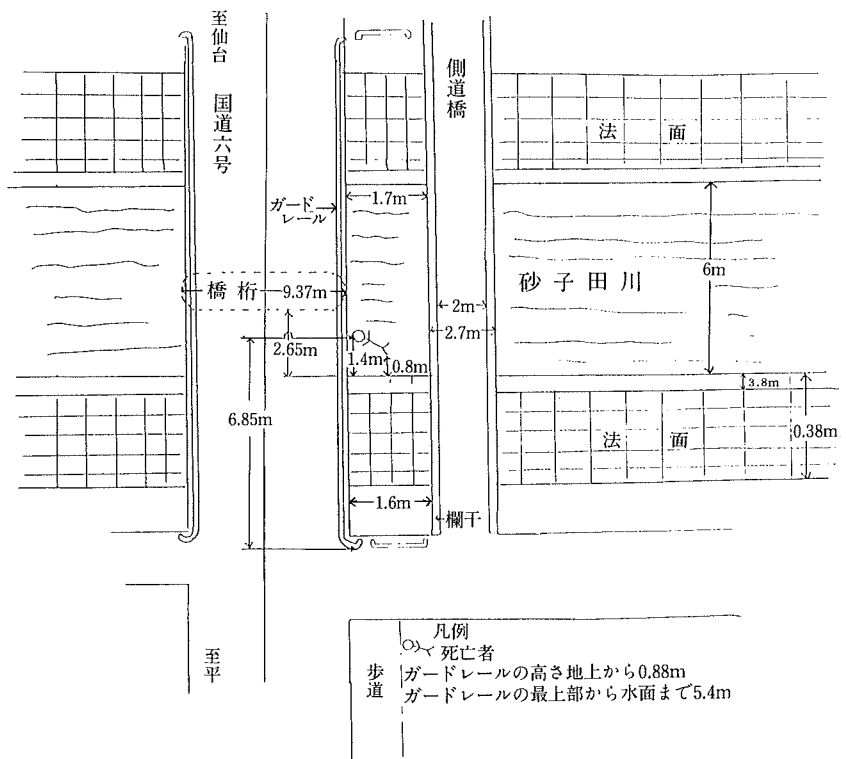 至仙台
国道六号
側道橋
法面
ガード
レール
1.7m
橋桁
9.37m
砂子田川
6m
2m
2.7m
2.65m
1.4m
0.8m
3.8m
6.85m
法面
0.38m
1.6m
欄干
至平
歩道
凡例
死亡者
ガードレールの高さ地上から0.88m
ガードレールの最上部から水面まで5.4m